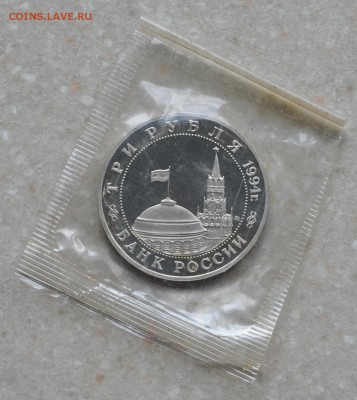 COINS.LAVE.RU
ТРИ РУБЛЯ 1994г.
БАНК РОССИИ